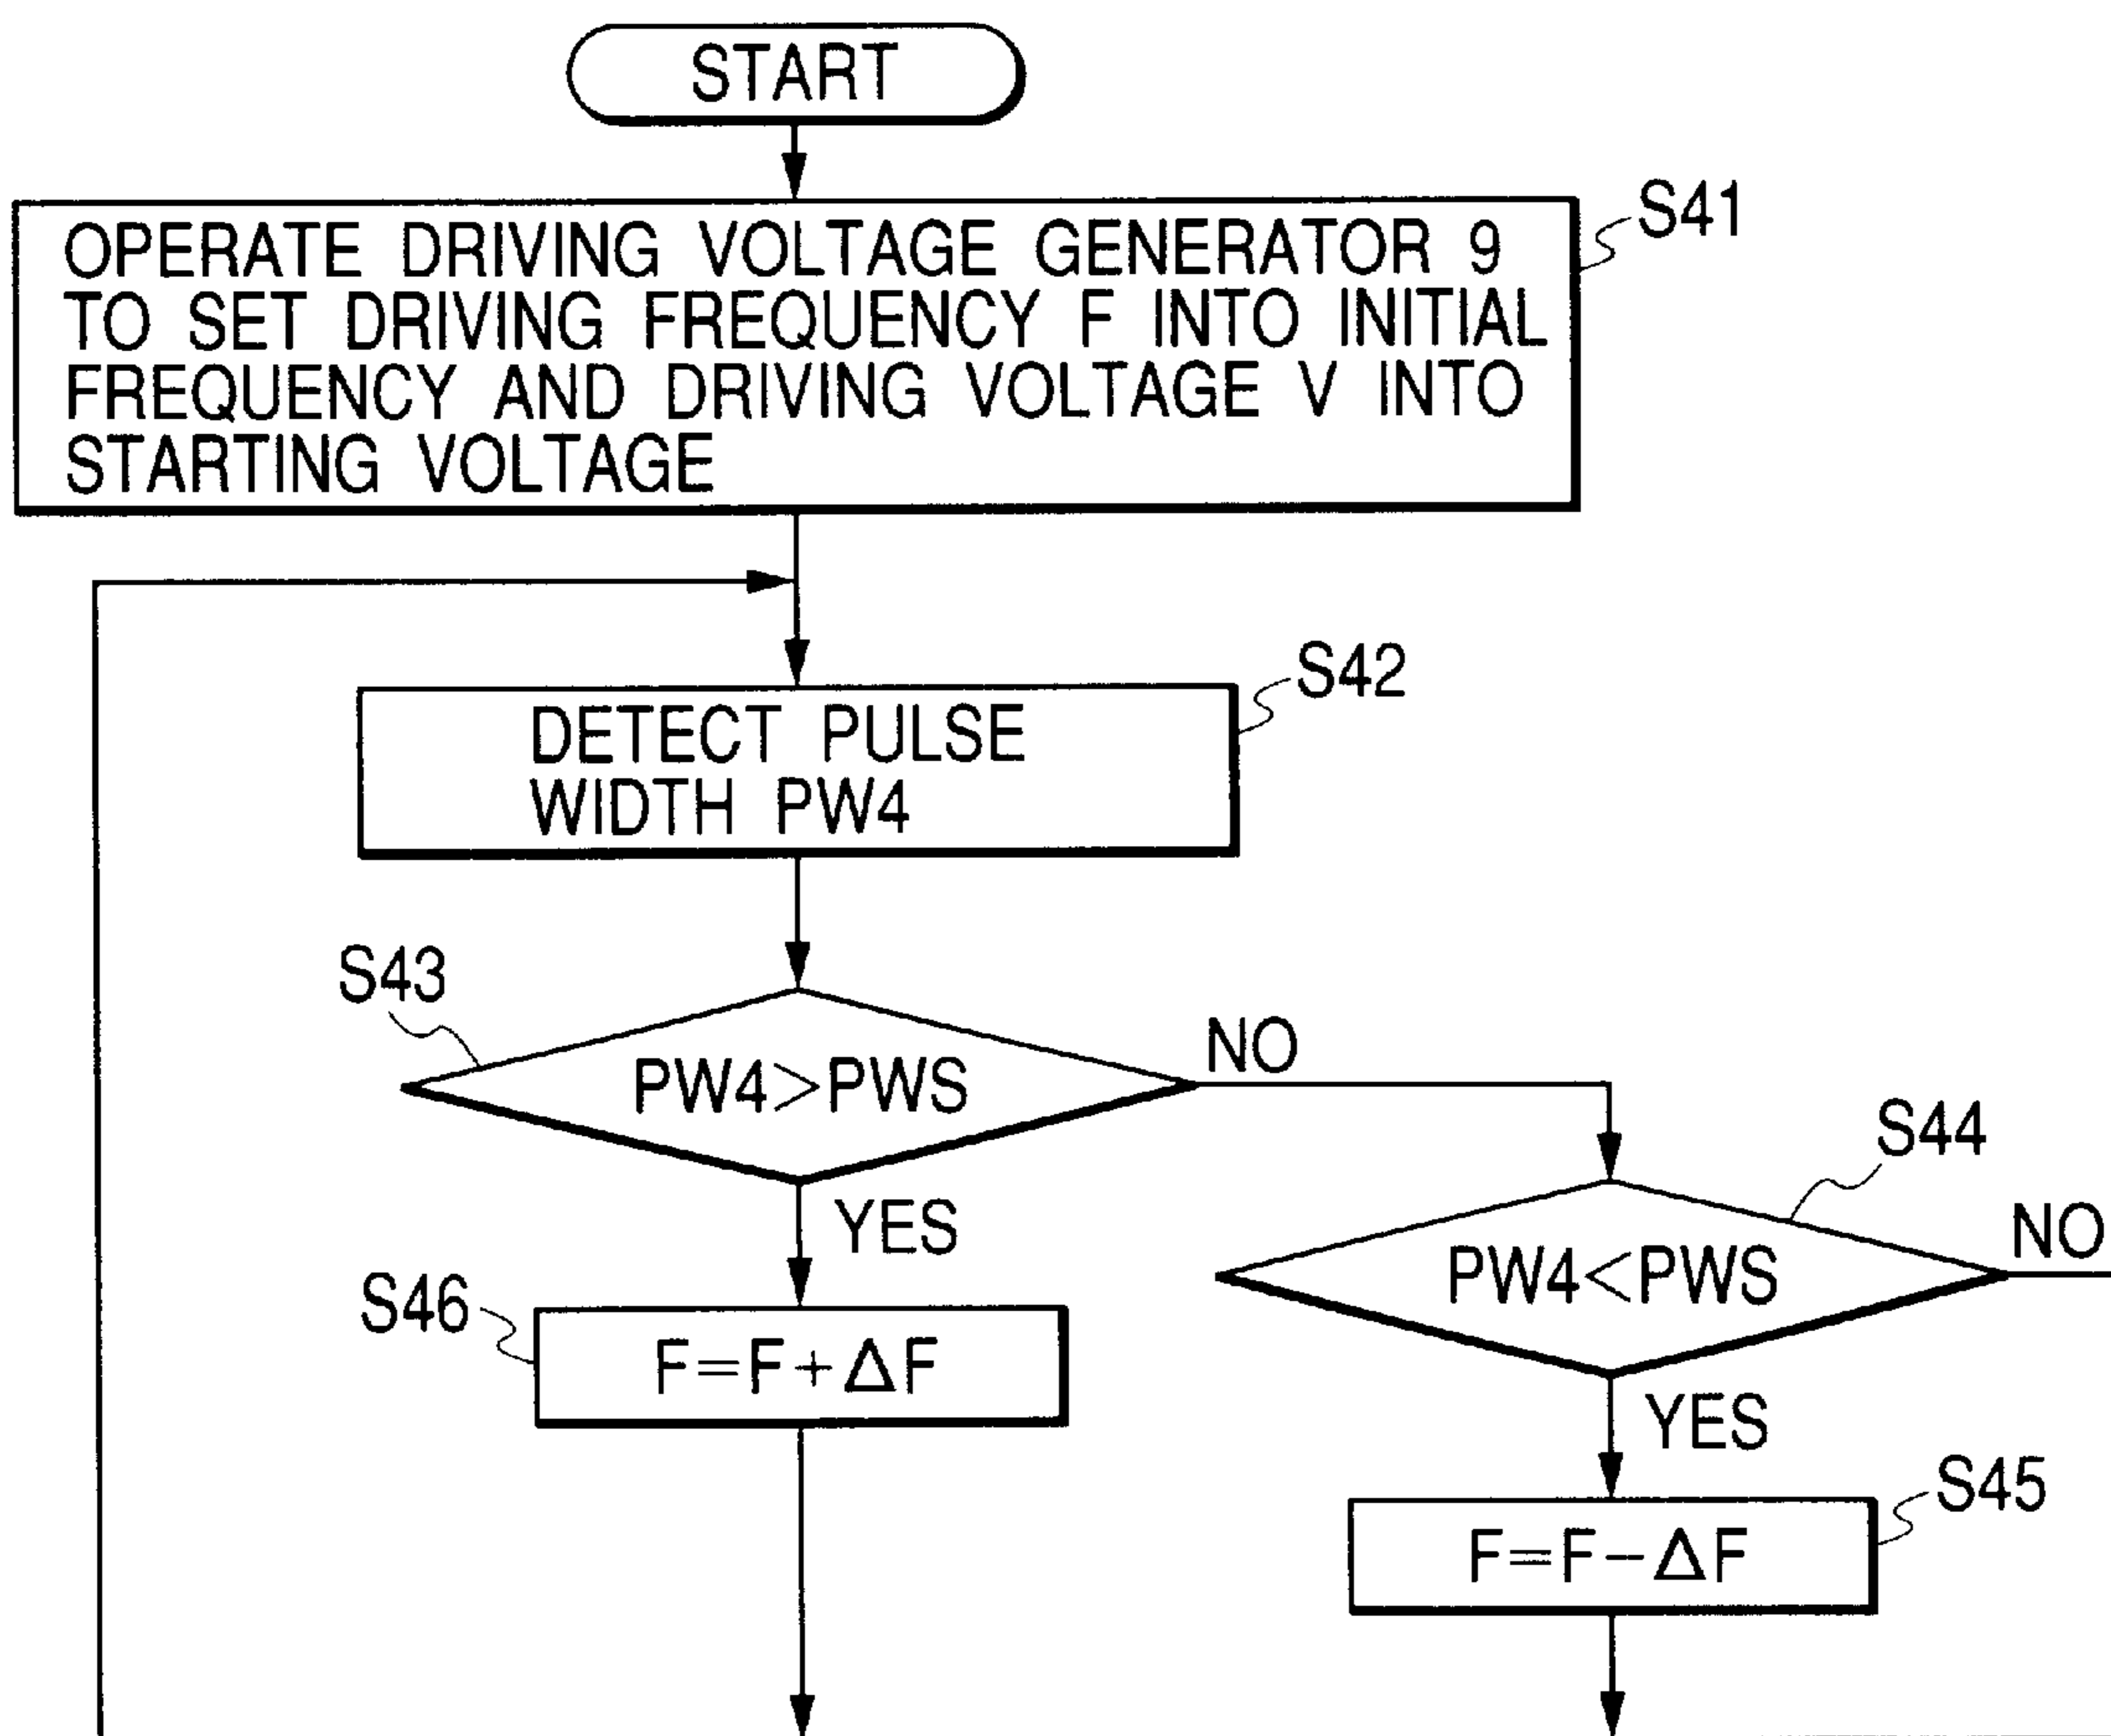 START
S41
OPERATE DRIVING VOLTAGE GENERATOR 9
TO SET DRIVING FREQUENCY F INTO INITIAL
FREQUENCY AND DRIVING VOLTAGE V INTO
STARTING VOLTAGE
S42
DETECT PULSE
WIDTH PW4
S43
PW4>PWS
NO
YES
S44
PW4<PWS
NO
YES
S46
F=F+ΔF
S45
F=F-ΔF